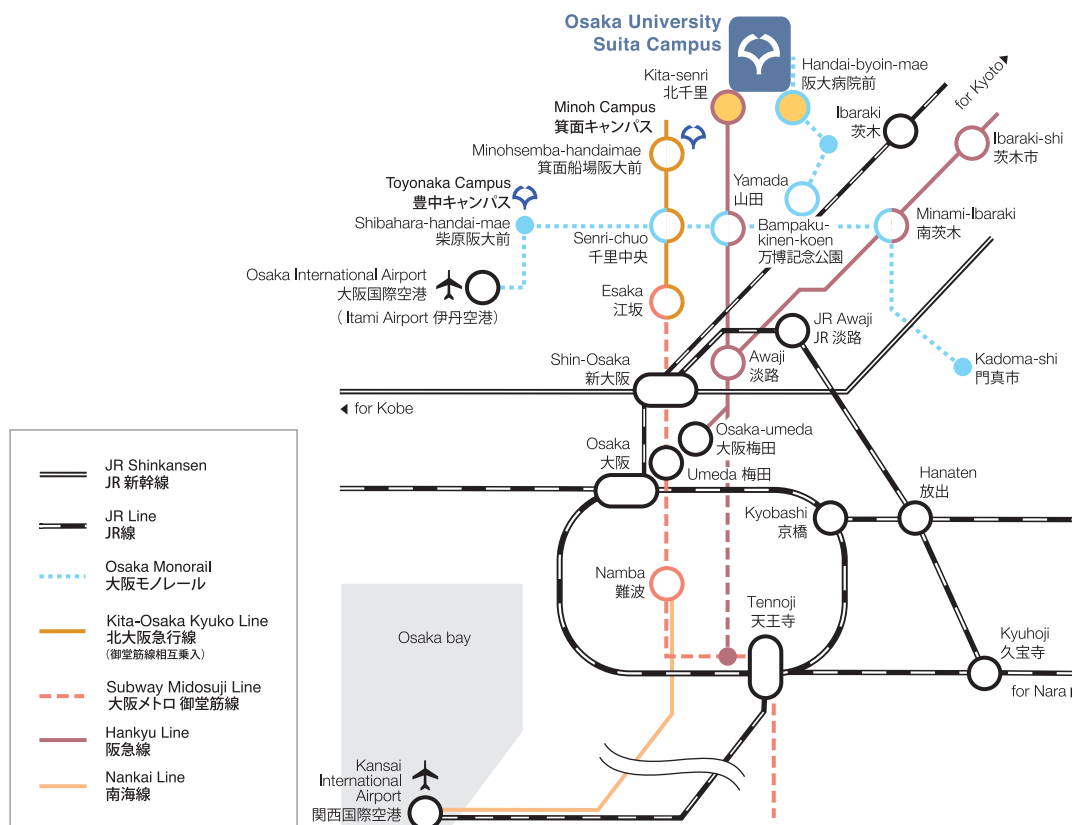 Osaka University
Suita Campus
Kita-senri
北千里
Handai-byoin-mae
阪大病院前
for Kyoto
Minoh Campus
箕面キャンパス
Ibaraki
茨木
Minohsemba-handaimae
箕面船場阪大前
Ibaraki-shi
茨木市
Toyonaka Campus
豊中キャンパス
Yamada
山田
Shibahara-handai-mae
柴原阪大前
Senri-chuo
千里中央
Bampaku-
kinen-koen
万博記念公園
Minami-Ibaraki
南茨木
Osaka International Airport
大阪国際空港
( Itami Airport 伊丹空港)
Esaka
江坂
JR Awaji
JR 淡路
Shin-Osaka
新大阪
Awaji
淡路
Kadoma-shi
門真市
for Kobe
Osaka-umeda
大阪梅田
Osaka
大阪
Umeda 梅田
Hanaten
放出
Kyobashi
京橋
Namba
難波
Tennoji
天王寺
Osaka bay
Kyuhoji
久宝寺
for Nara
Kansai
International
Airport
関西国際空港
JR Shinkansen
JR 新幹線
JR Line
JR線
Osaka Monorail
大阪モノレール
Kita-Osaka Kyuko Line
北大阪急行線
(御堂筋線相互乗入)
Subway Midosuji Line
大阪メトロ 御堂筋線
Hankyu Line
阪急線
Nankai Line
南海線